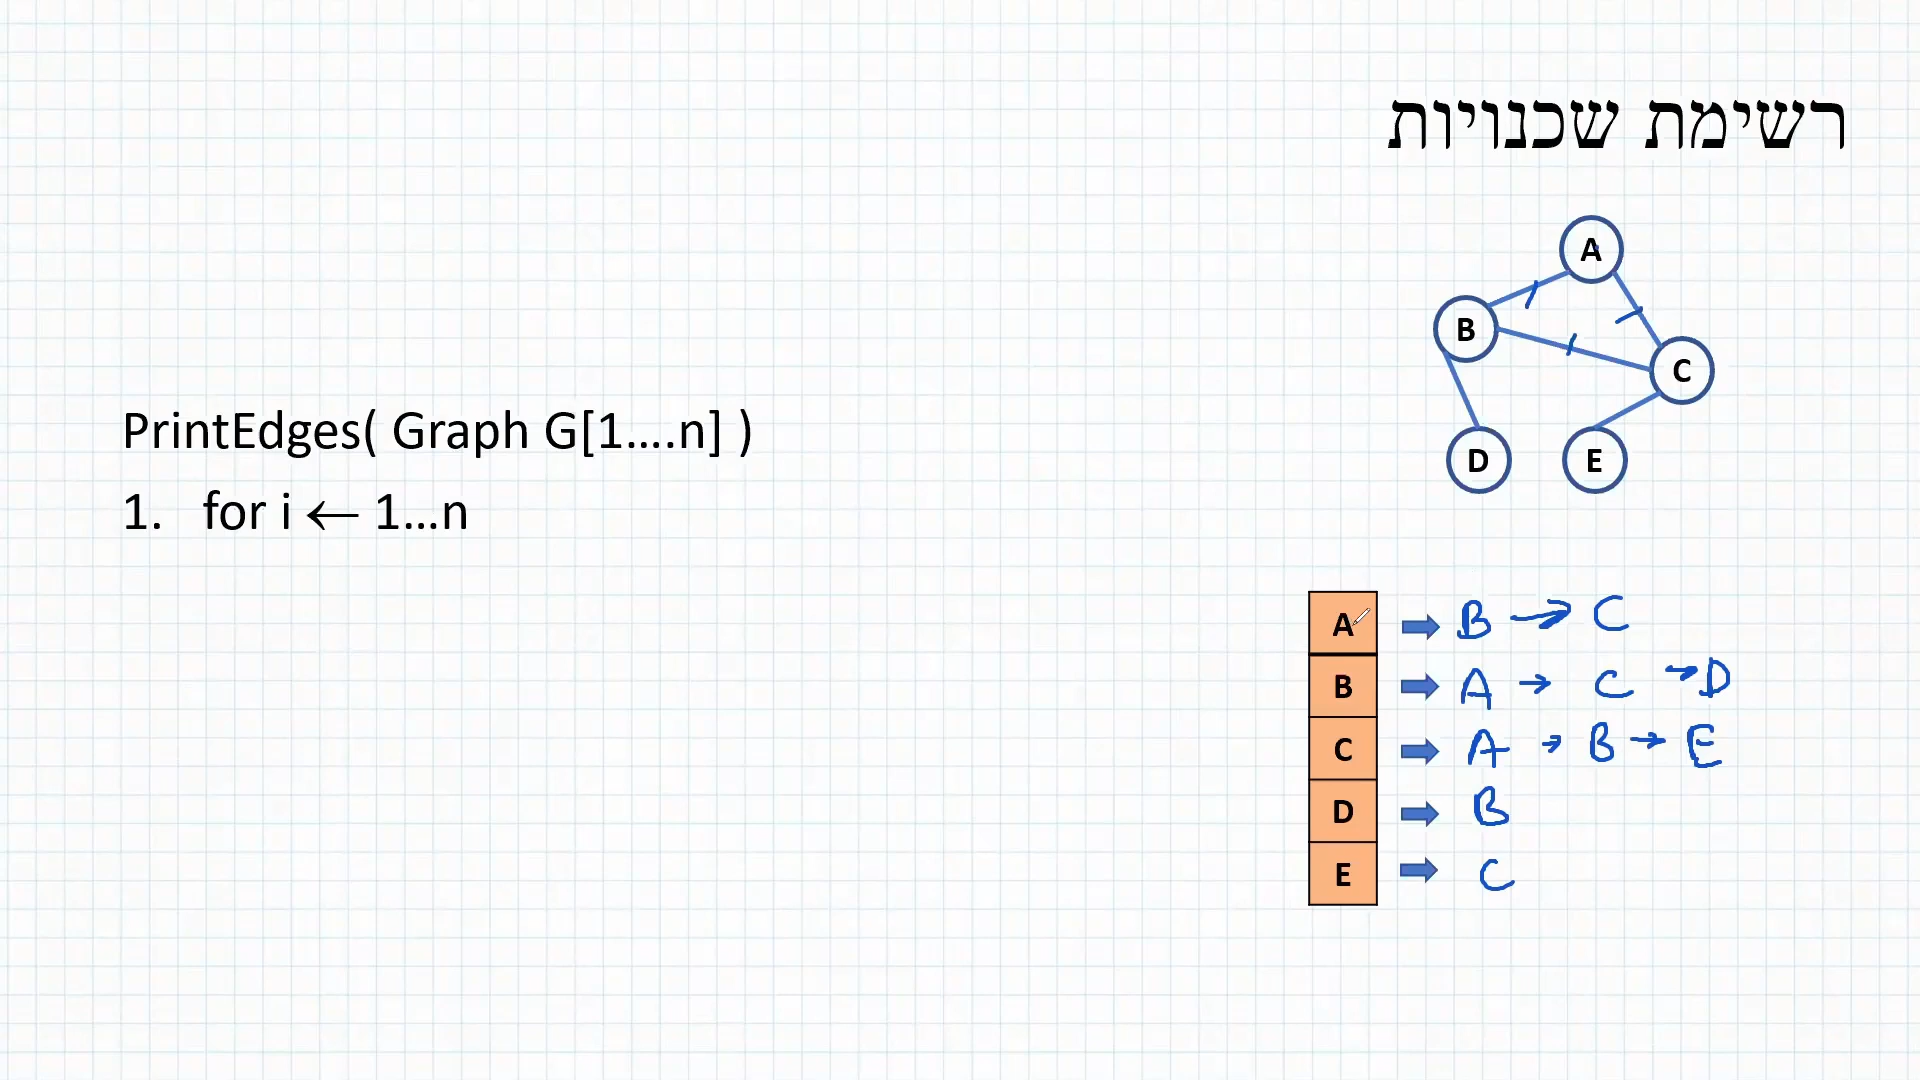 רשימת שכנויות
PrintEdges( Graph G[1....n] )
1. for i ← 1...n
A
B
C
D
E
A → B → C
B → A → C → D
C → A → B → E
D → B
E → C